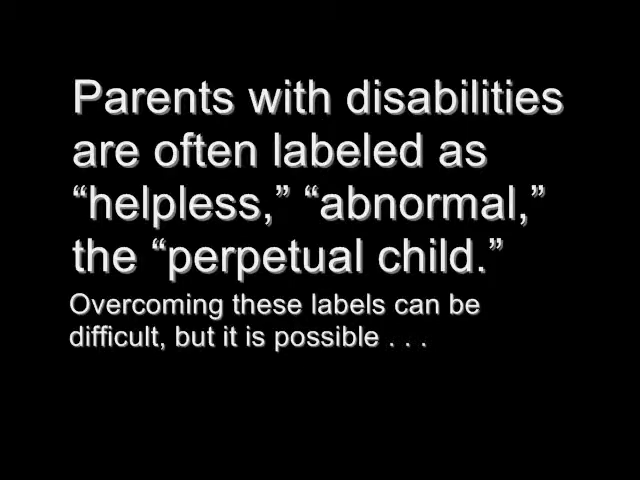 Parents with disabilities
are often labeled as
“helpless,” “abnormal,”
the “perpetual child.”
Overcoming these labels can be
difficult, but it is possible . . .